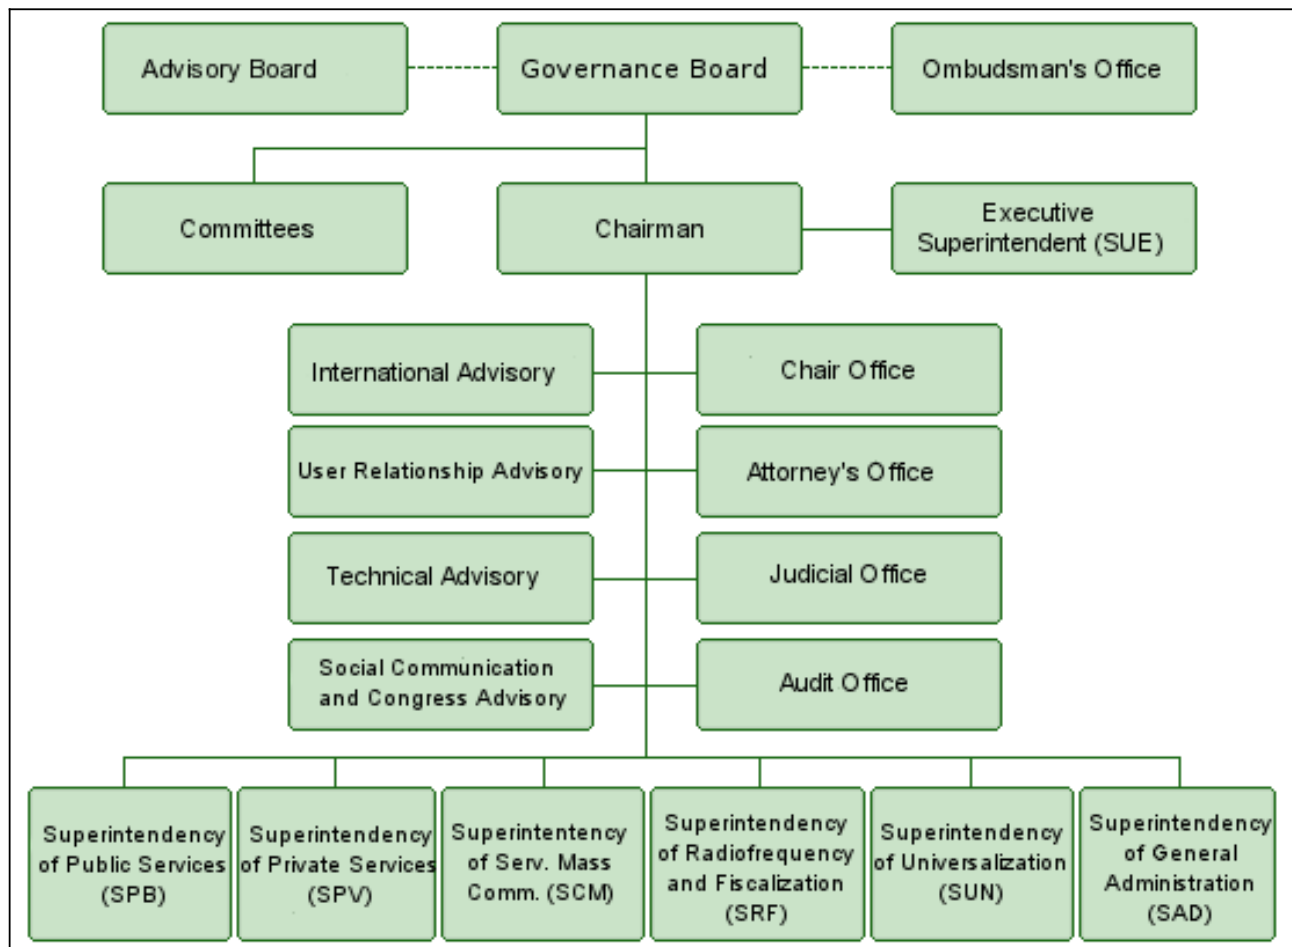 Advisory Board
Governance Board
Ombudsman's Office
Committees
Chairman
Executive
Superintendent (SUE)
International Advisory
Chair Office
User Relationship Advisory
Attorney's Office
Technical Advisory
Judicial Office
Social Communication
and Congress Advisory
Audit Office
Superintendency
of Public Services
(SPB)
Superintendency
of Private Services
(SPV)
Superintentency
of Serv. Mass
Comm. (SCM)
Superintendency
of Radiofrequency
and Fiscalization
(SRF)
Superintendency
of Universalization
(SUN)
Superintendency
of General
Administration
(SAD)